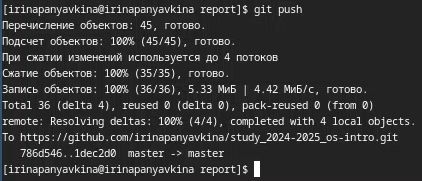 [irinapanyavkina@irinapanyavkina report]$ git push
Перечисление объектов: 45, готово.
Подсчет объектов: 100% (45/45), готово.
При сжатии изменений используется до 4 потоков
Сжатие объектов: 100% (35/35), готово.
Запись объектов: 100% (36/36), 5.33 МиБ | 4.42 МиБ/с, готово.
Total 36 (delta 4), reused 0 (delta 0), pack-reused 0 (from 0)
remote: Resolving deltas: 100% (4/4), completed with 4 local objects.
To https://github.com/irinapanyavkina/study_2024-2025_os-intro.git
   786d546..1dec2d0  master -> master
[irinapanyavkina@irinapanyavkina report]$